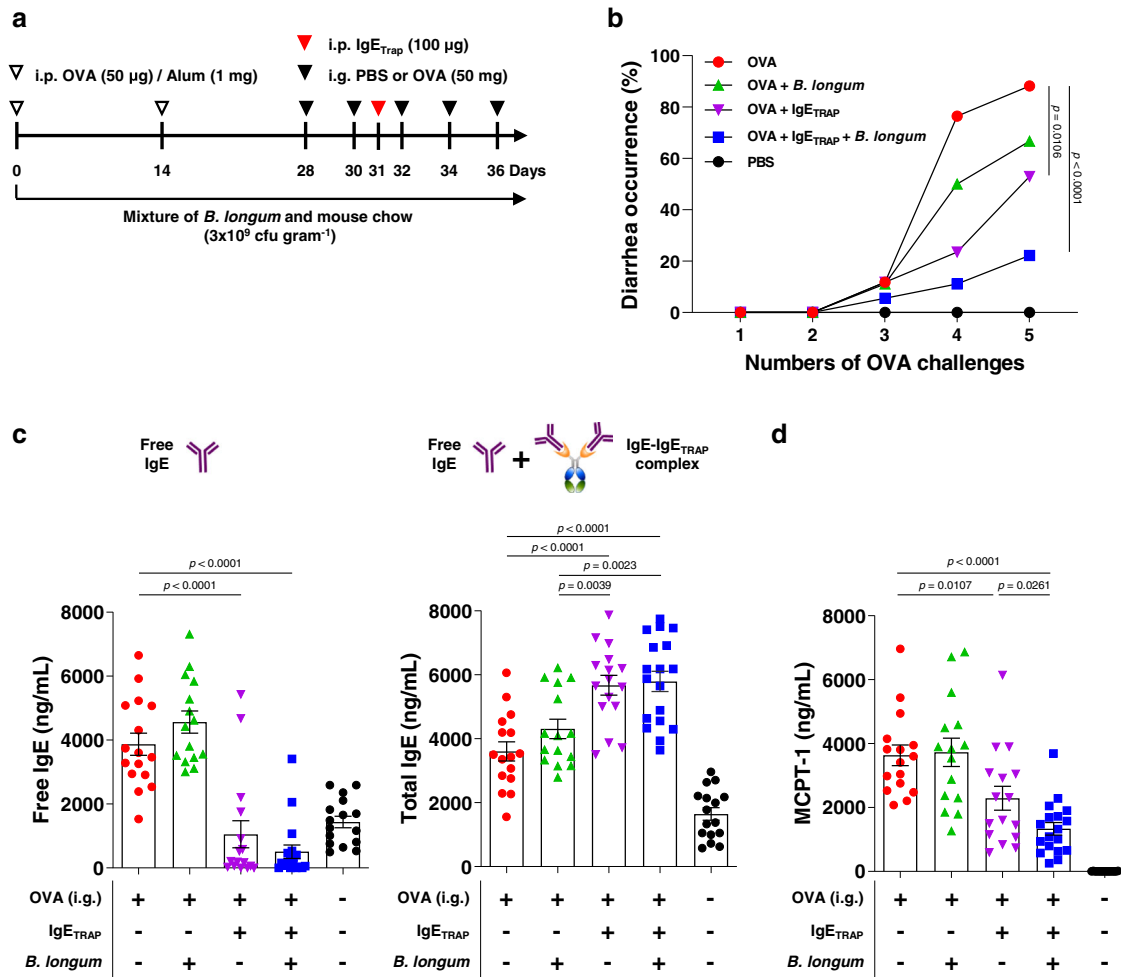 a
i.p. IgETrap (100 µg)
i.p. OVA (50 µg) / Alum (1 mg)
i.g. PBS or OVA (50 mg)
0 14 28 30 31 32 34 36 Days
Mixture of B. longum and mouse chow
(3x10⁹ cfu gram⁻¹)
b
Diarrhea occurrence (%)
100
80
60
40
20
0
OVA
OVA + B. longum
OVA + IgETRAP
OVA + IgETRAP + B. longum
PBS
p = 0.0106
p < 0.0001
1 2 3 4 5
Numbers of OVA challenges
c
Free
IgE
p < 0.0001
p < 0.0001
Free IgE (ng/mL)
8000
6000
4000
2000
0
OVA (i.g.) + + + + -
IgETRAP - - + + -
B. longum - + - + -
Free
IgE
+
IgE-IgETRAP
complex
p < 0.0001
p < 0.0001
p = 0.0023
p = 0.0039
Total IgE (ng/mL)
8000
6000
4000
2000
0
+ + + + -
- - + + -
- + - + -
d
p < 0.0001
p = 0.0107
p = 0.0261
MCPT-1 (ng/mL)
8000
6000
4000
2000
0
OVA (i.g.) + + + + -
IgETRAP - - + + -
B. longum - + - + -